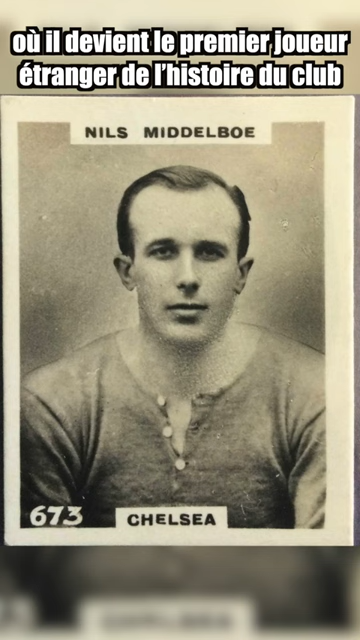 où il devient le premier joueur
étranger de l'histoire du club
NILS MIDDELBOE
673
CHELSEA